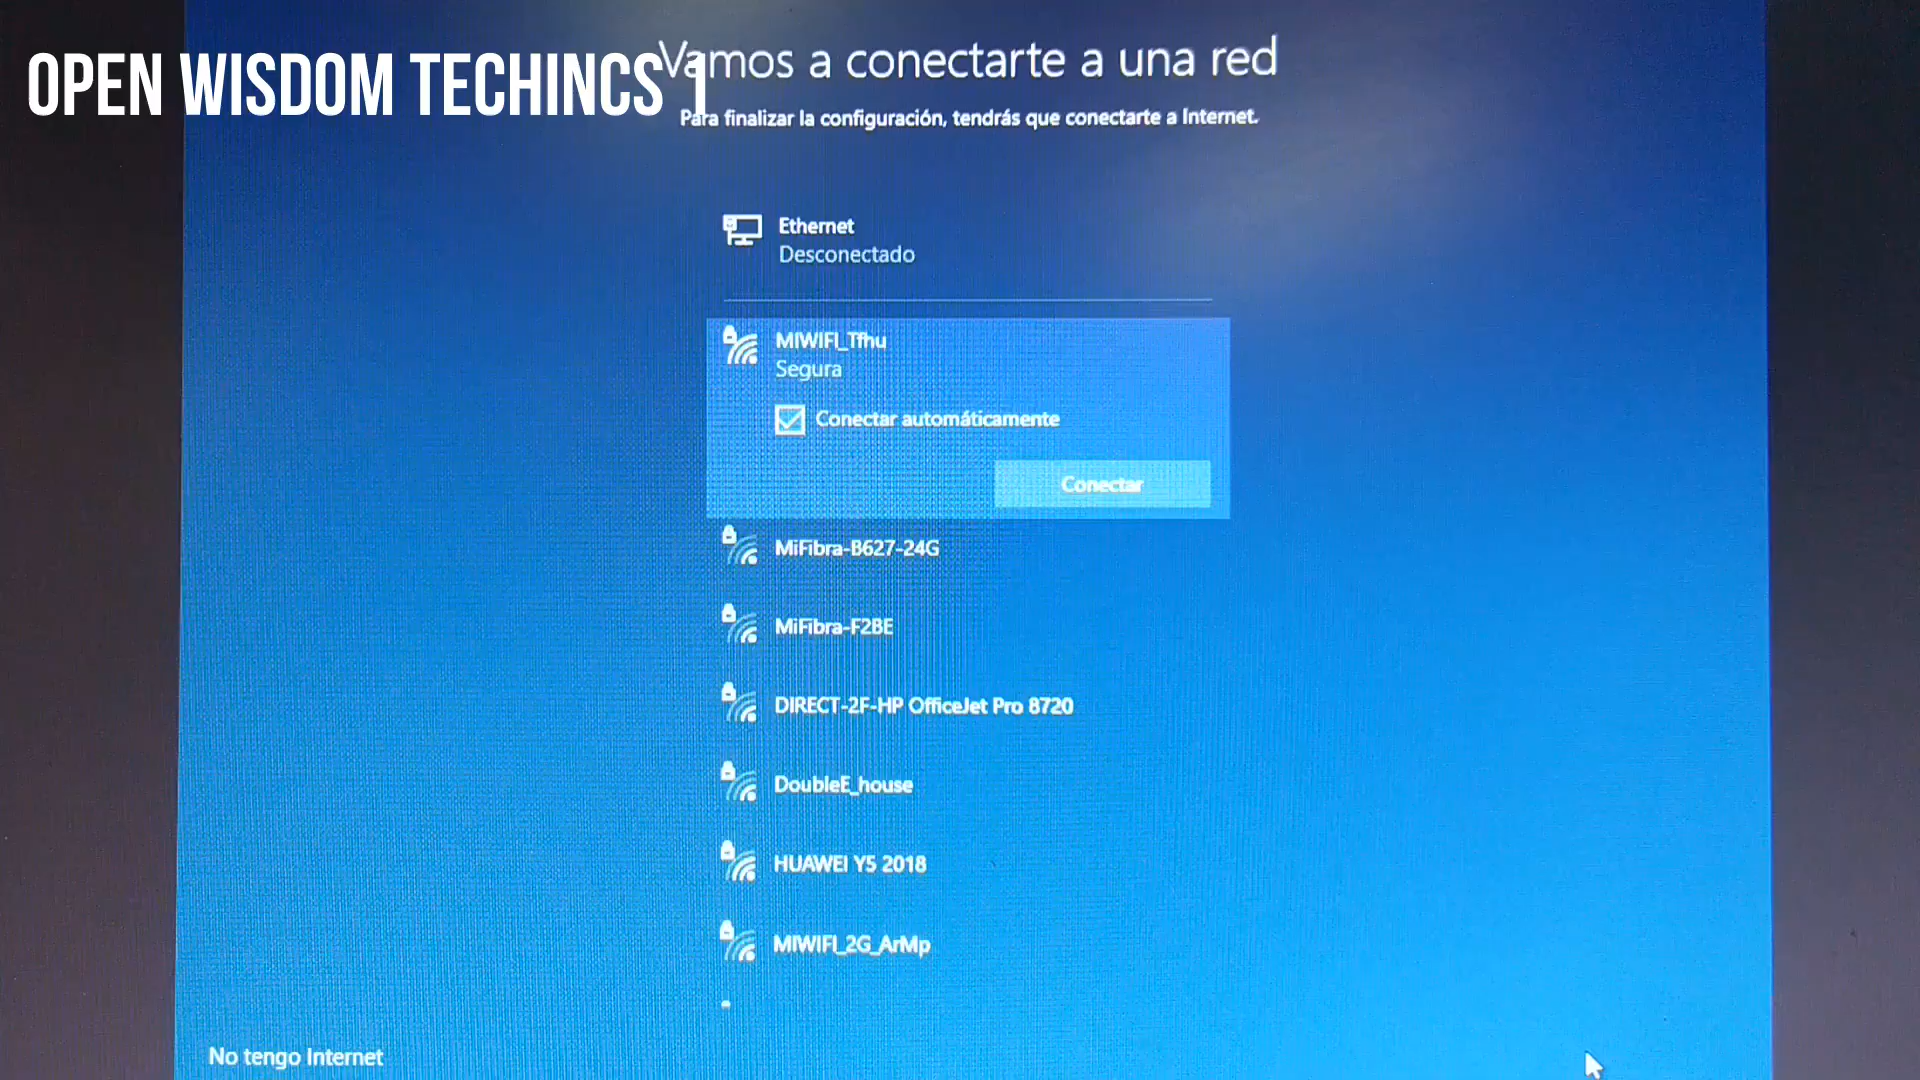 OPEN WISDOM TECHINCS 1
Vamos a conectarte a una red
Para finalizar la configuración, tendrás que conectarte a Internet.
Ethernet
Desconectado
MIWIFI_Tfhu
Segura
Conectar automáticamente
Conectar
MiFibra-B627-24G
MiFibra-F2BE
DIRECT-2F-HP OfficeJet Pro 8720
DoubleE_house
HUAWEI Y5 2018
MIWIFI_2G_ArMp
No tengo Internet